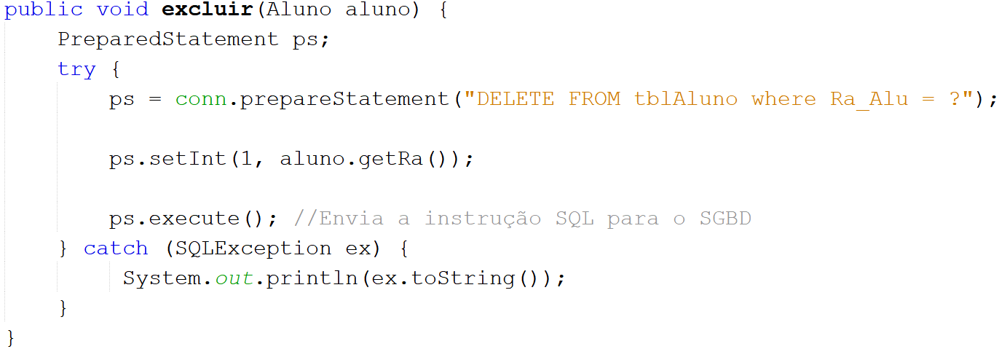 public void excluir(Aluno aluno) {
PreparedStatement ps;
try {
ps = conn.prepareStatement("DELETE FROM tblAluno where Ra_Alu = ?");
ps.setInt(1, aluno.getRa());
ps.execute(); //Envia a instrução SQL para o SGBD
} catch (SQLException ex) {
System.out.println(ex.toString());
}
}